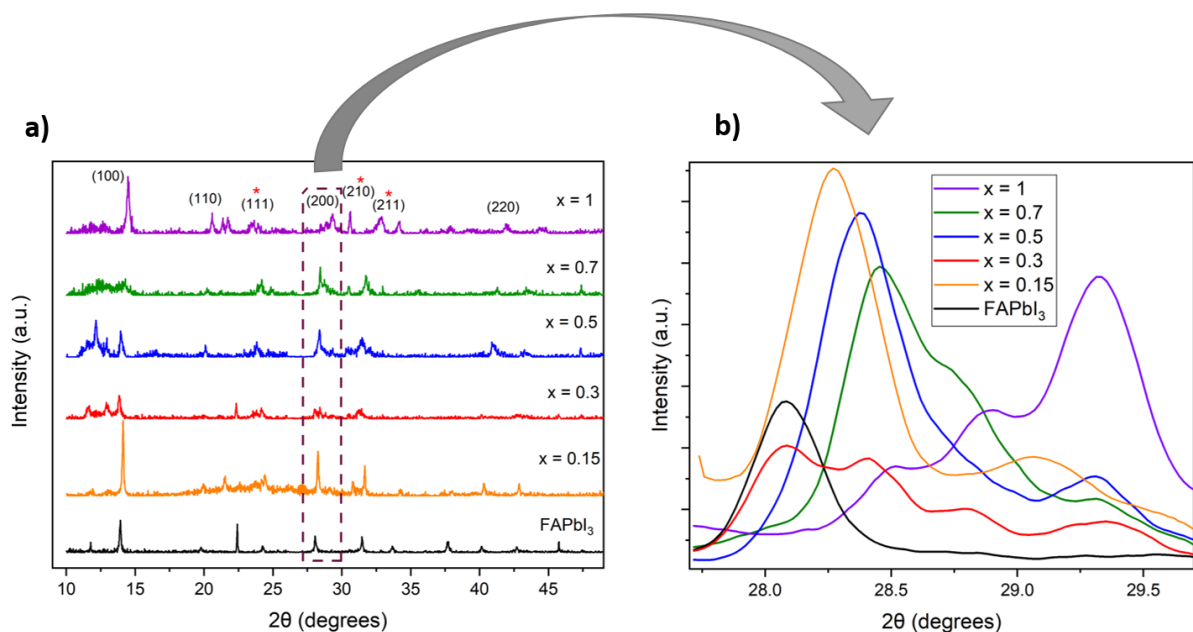 a)
(100)
(110)
*
(111)
(200)
*
(210)
*
(211)
(220)
x = 1
x = 0.7
x = 0.5
x = 0.3
x = 0.15
FAPbI₃
Intensity (a.u.)
10 15 20 25 30 35 40 45
2θ (degrees)
b)
x = 1
x = 0.7
x = 0.5
x = 0.3
x = 0.15
FAPbI₃
Intensity (a.u.)
28.0 28.5 29.0 29.5
2θ (degrees)